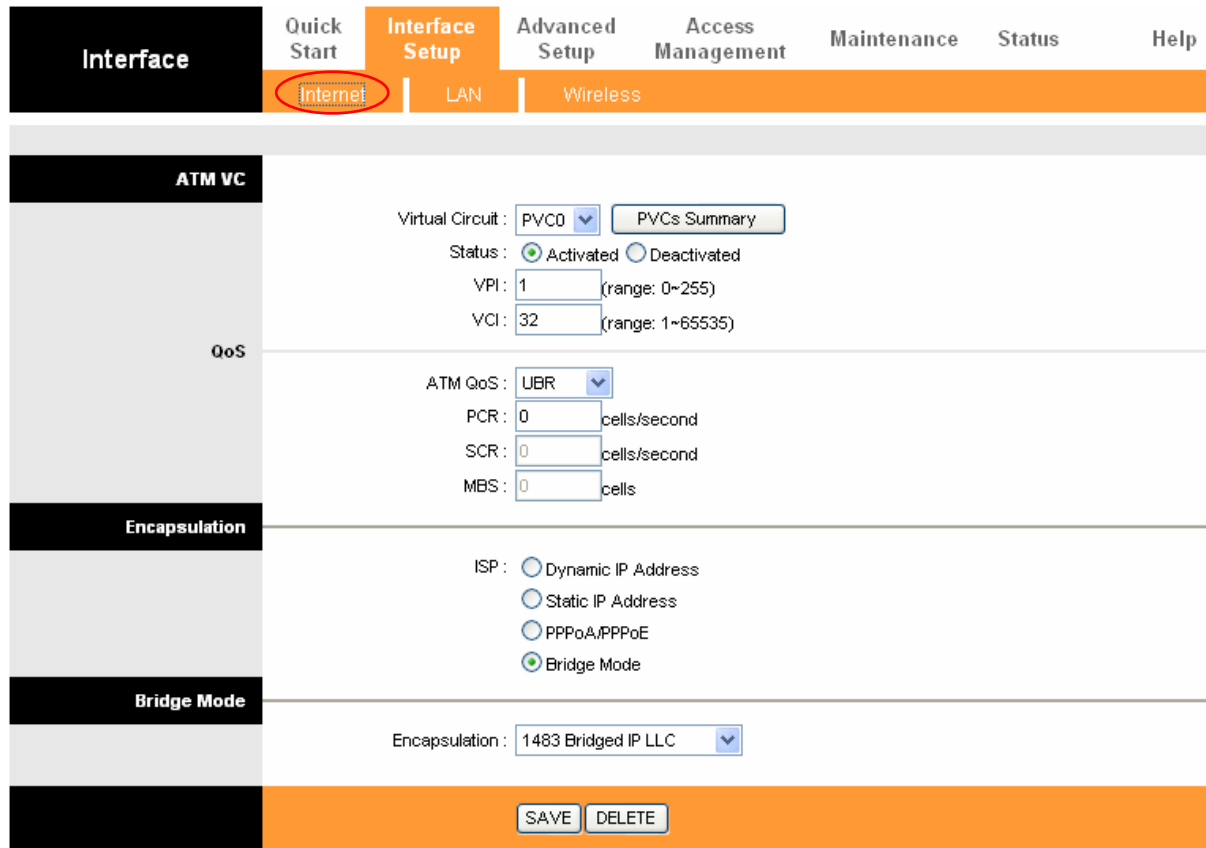 Interface
Quick Start
Interface Setup
Advanced Setup
Access Management
Maintenance
Status
Help
Internet
LAN
Wireless
ATM VC
Virtual Circuit : PVC0 PVCs Summary
Status : Activated Deactivated
VPI : 1 (range: 0~255)
VCI : 32 (range: 1~65535)
QoS
ATM QoS : UBR
PCR : 0 cells/second
SCR : 0 cells/second
MBS : 0 cells
Encapsulation
ISP : Dynamic IP Address
Static IP Address
PPPoA/PPPoE
Bridge Mode
Bridge Mode
Encapsulation : 1483 Bridged IP LLC
SAVE DELETE